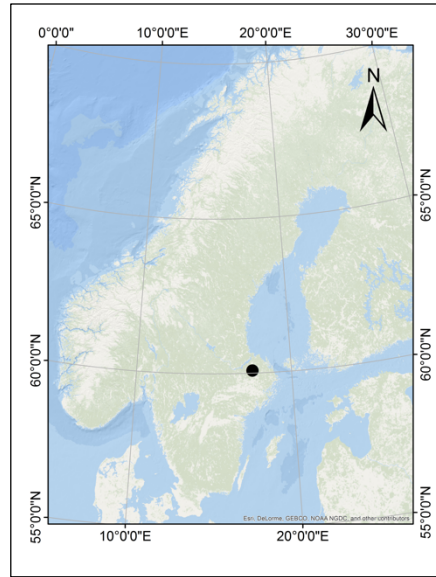 0°0'0" 10°0'0"E 20°0'0"E 30°0'0"E
N
65°0'0"N 65°0'0"N
60°0'0"N 60°0'0"N
55°0'0"N 55°0'0"N
Esri, DeLorme, GEBCO, NOAA NGDC, and other contributors
10°0'0"E 20°0'0"E